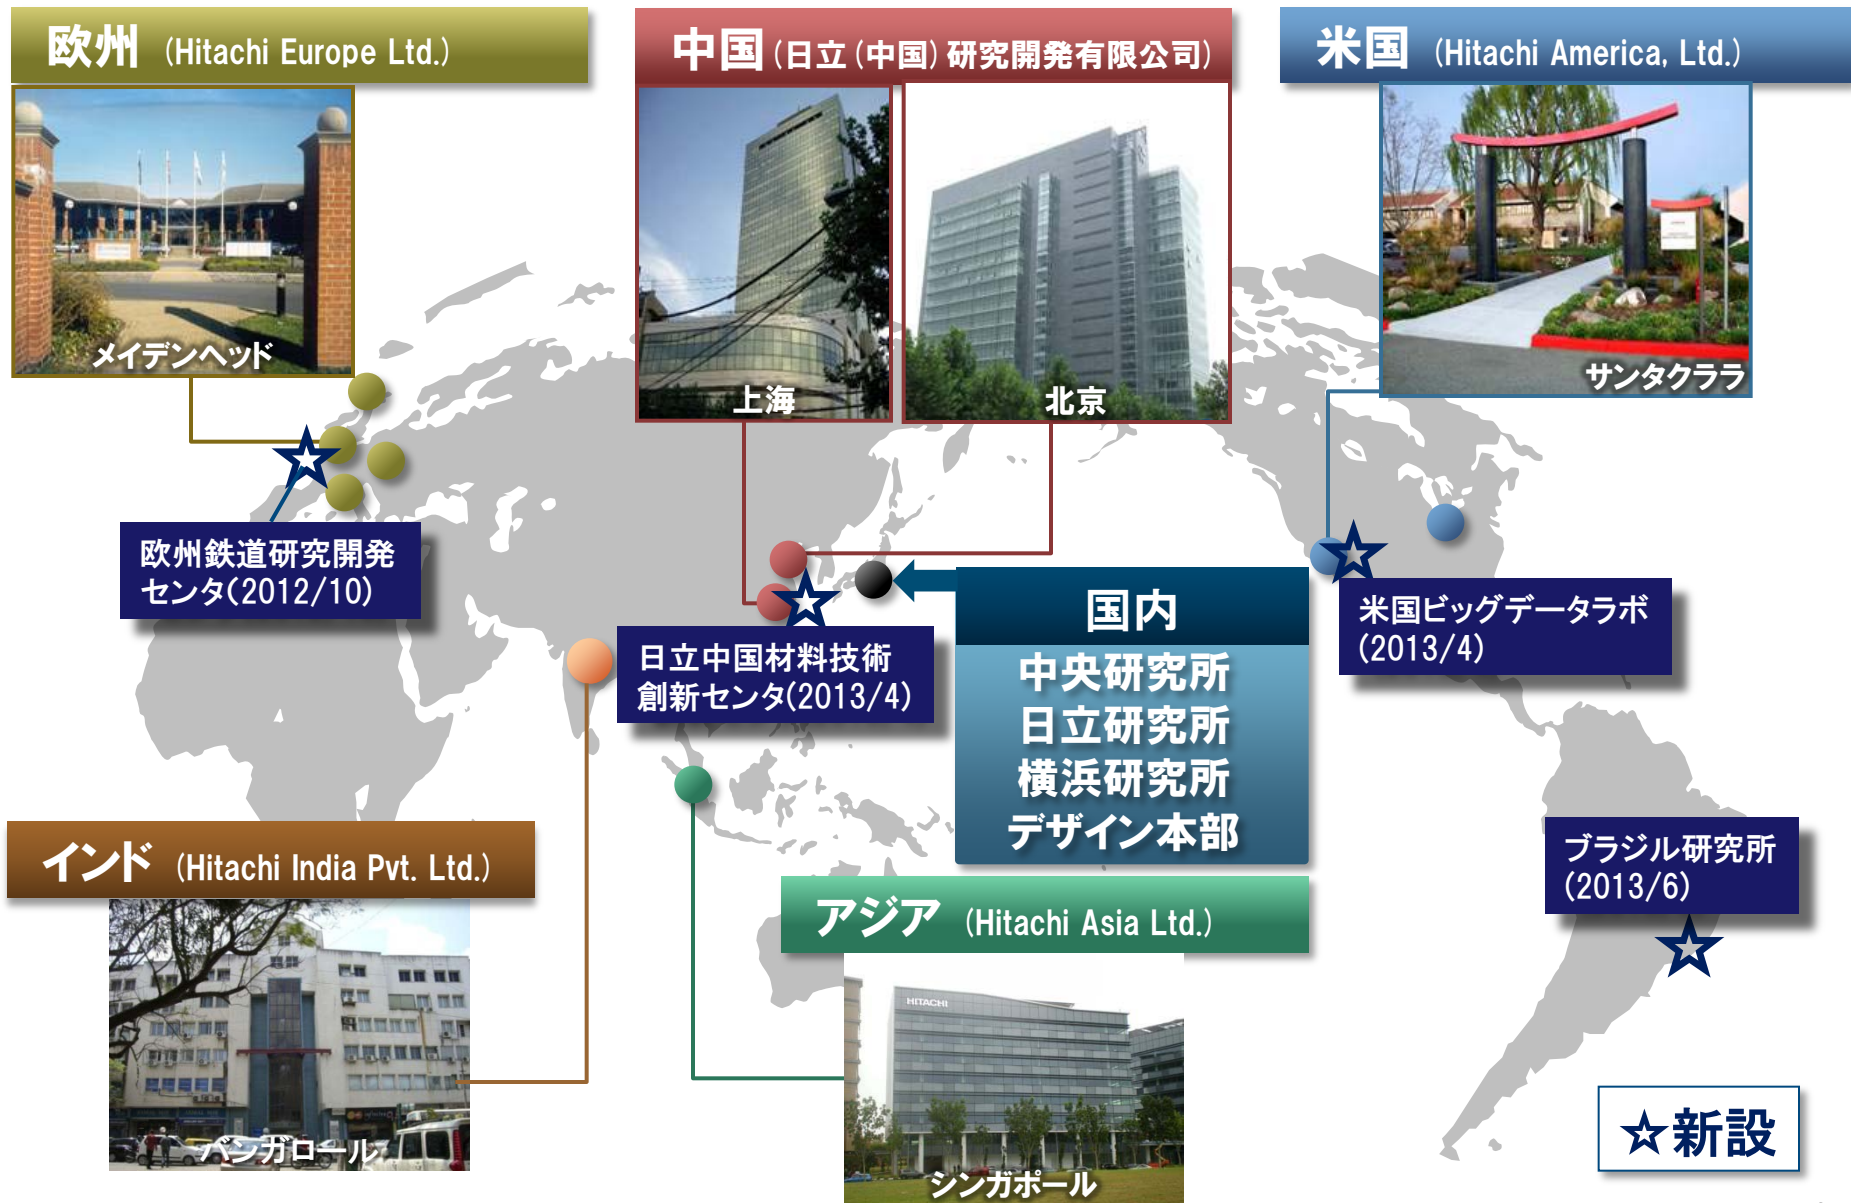 欧州 (Hitachi Europe Ltd.)
中国 (日立(中国)研究開発有限公司)
米国 (Hitachi America, Ltd.)
メイデンヘッド
上海
北京
サンタクララ
欧州鉄道研究開発
センタ(2012/10)
日立中国材料技術
創新センタ(2013/4)
国内
中央研究所
日立研究所
横浜研究所
デザイン本部
米国ビッグデータラボ
(2013/4)
ブラジル研究所
(2013/6)
インド (Hitachi India Pvt. Ltd.)
バンガロール
アジア (Hitachi Asia Ltd.)
HITACHI
シンガポール
☆新設